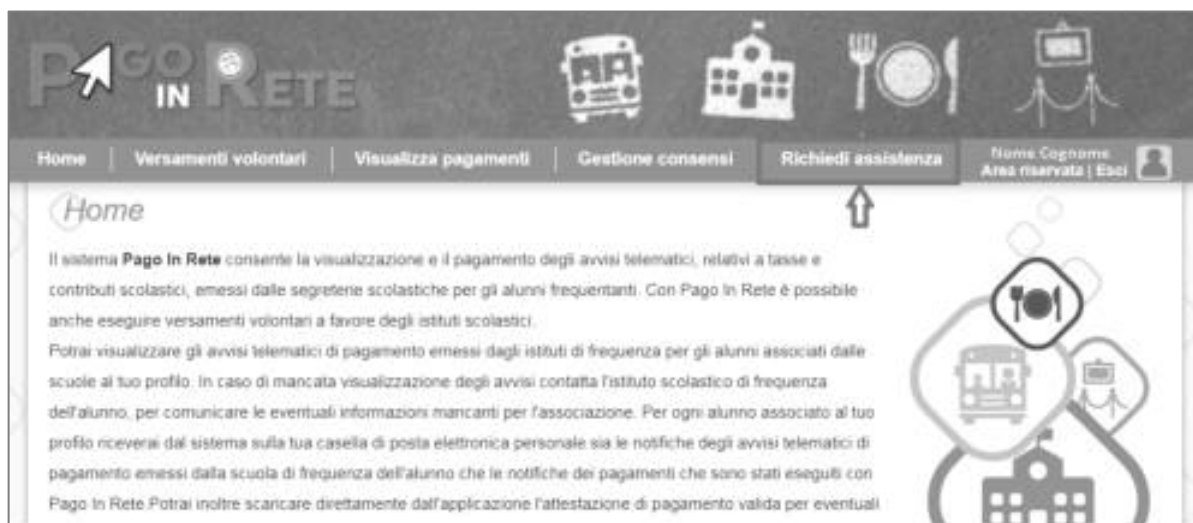 PAGO IN RETE
Home | Versamenti volontari | Visualizza pagamenti | Gestione consensi | Richiedi assistenza
Nome Cognome
Area riservata | Esci
Home
Il sistema Pago In Rete consente la visualizzazione e il pagamento degli avvisi telematici, relativi a tasse e
contributi scolastici, emessi dalle segreterie scolastiche per gli alunni frequentanti. Con Pago In Rete è possibile
anche eseguire versamenti volontari a favore degli istituti scolastici.
Potrai visualizzare gli avvisi telematici di pagamento emessi dagli istituti di frequenza per gli alunni associati dalle
scuole al tuo profilo. In caso di mancata visualizzazione degli avvisi contatta l'istituto scolastico di frequenza
dell'alunno, per comunicare le eventuali informazioni mancanti per l'associazione. Per ogni alunno associato al tuo
profilo riceverai dal sistema sulla tua casella di posta elettronica personale sia le notifiche degli avvisi telematici di
pagamento emessi dalla scuola di frequenza dell'alunno che le notifiche dei pagamenti che sono stati eseguiti con
Pago In Rete Potrai inoltre scaricare direttamente dall'applicazione l'attestazione di pagamento valida per eventuali